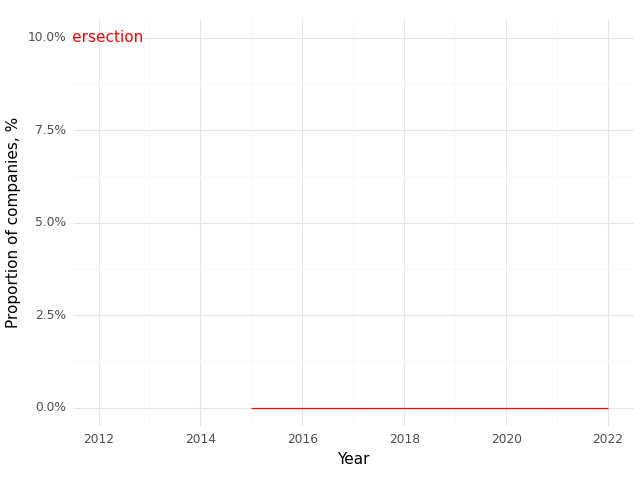 10.0%
ersection
7.5%
5.0%
2.5%
0.0%
Proportion of companies, %
2012 2014 2016 2018 2020 2022
Year